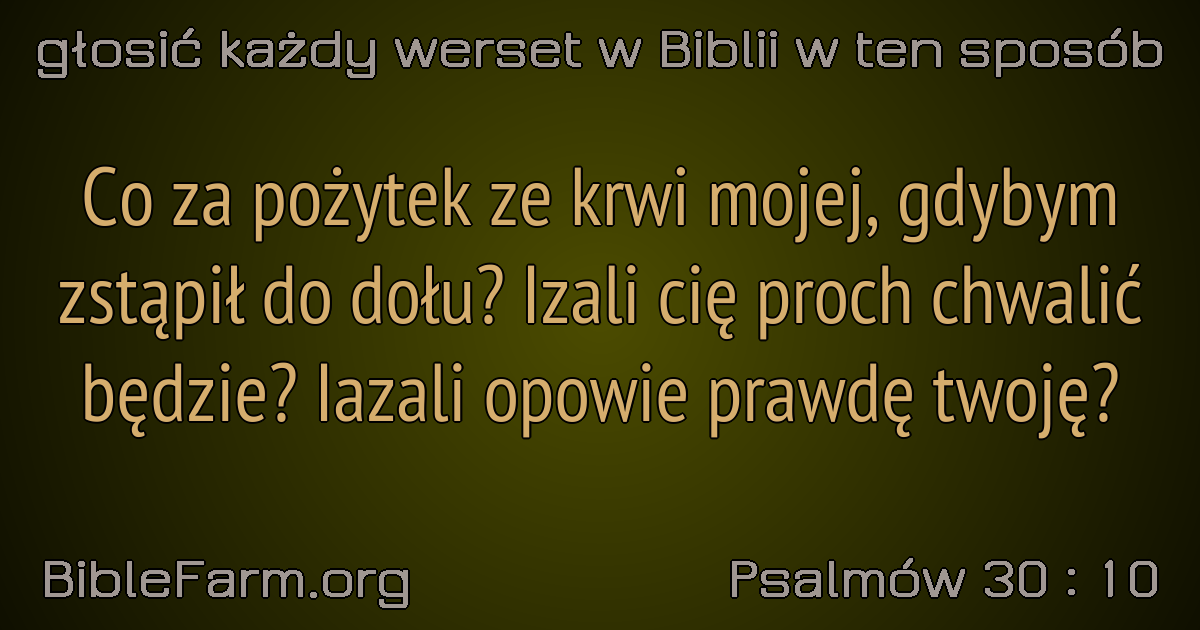 głosić każdy werset w Biblii w ten sposób
Co za pożytek ze krwi mojej, gdybym
zstąpił do dołu? Izali cię proch chwalić
będzie? Iazali opowie prawdę twoję?
BibleFarm.org
Psalmów 30 : 10